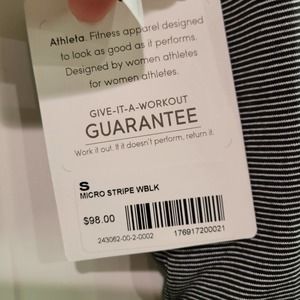 Athleta. Fitness apparel designed
to look as good as it performs.
Designed by women athletes
for women athletes.
GIVE-IT-A-WORKOUT
GUARANTEE
Work it out. If it doesn't perform, return it.
S
MICRO STRIPE WBLK
$98.00
243062-00-2-0002
176917200021